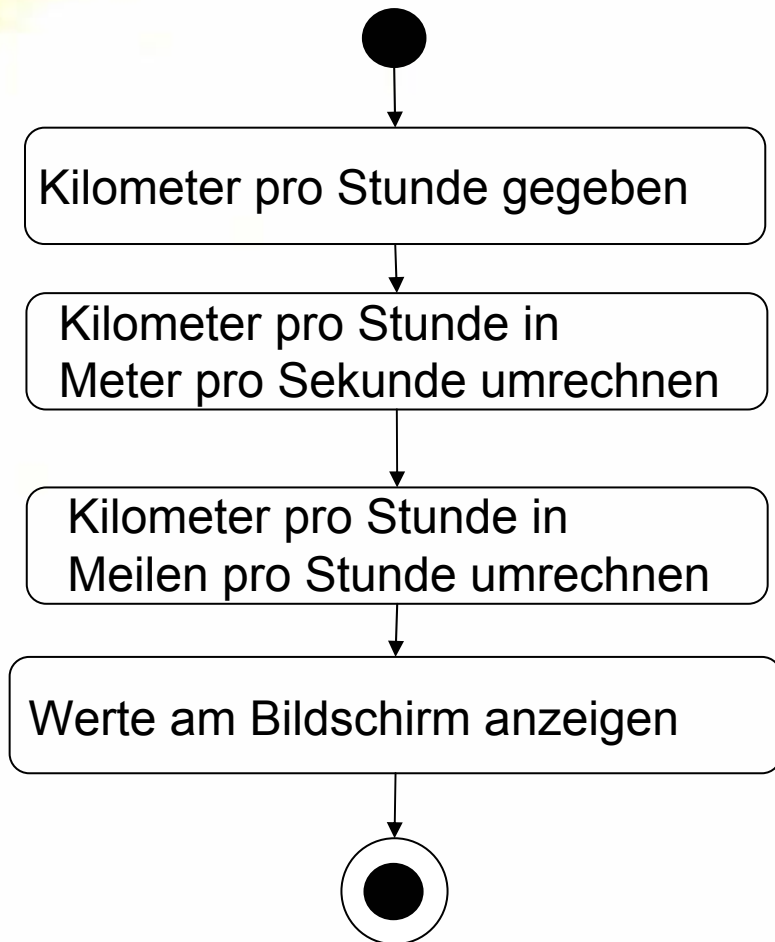 Kilometer pro Stunde gegeben
Kilometer pro Stunde in
Meter pro Sekunde umrechnen
Kilometer pro Stunde in
Meilen pro Stunde umrechnen
Werte am Bildschirm anzeigen